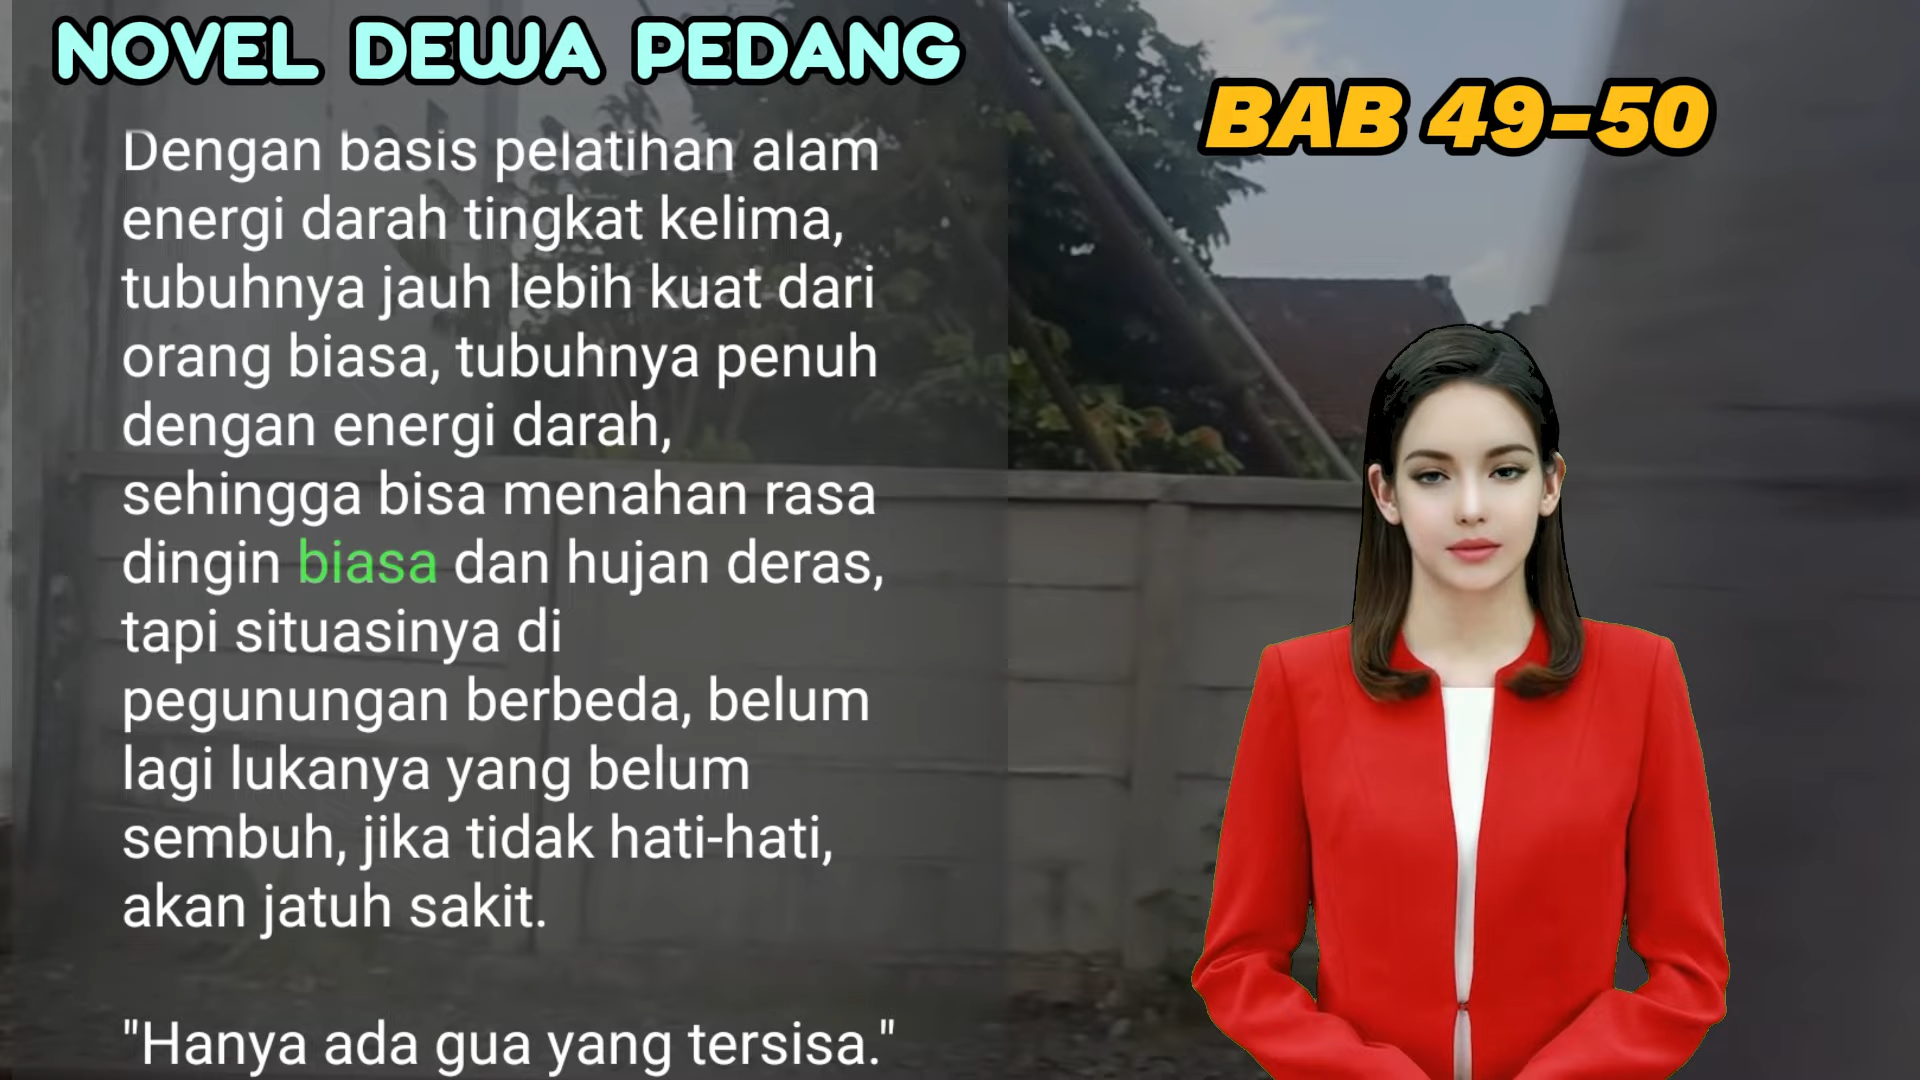 NOVEL DEWA PEDANG
BAB 49-50
Dengan basis pelatihan alam
energi darah tingkat kelima,
tubuhnya jauh lebih kuat dari
orang biasa, tubuhnya penuh
dengan energi darah,
sehingga bisa menahan rasa
dingin biasa dan hujan deras,
tapi situasinya di
pegunungan berbeda, belum
lagi lukanya yang belum
sembuh, jika tidak hati-hati,
akan jatuh sakit.
"Hanya ada gua yang tersisa."